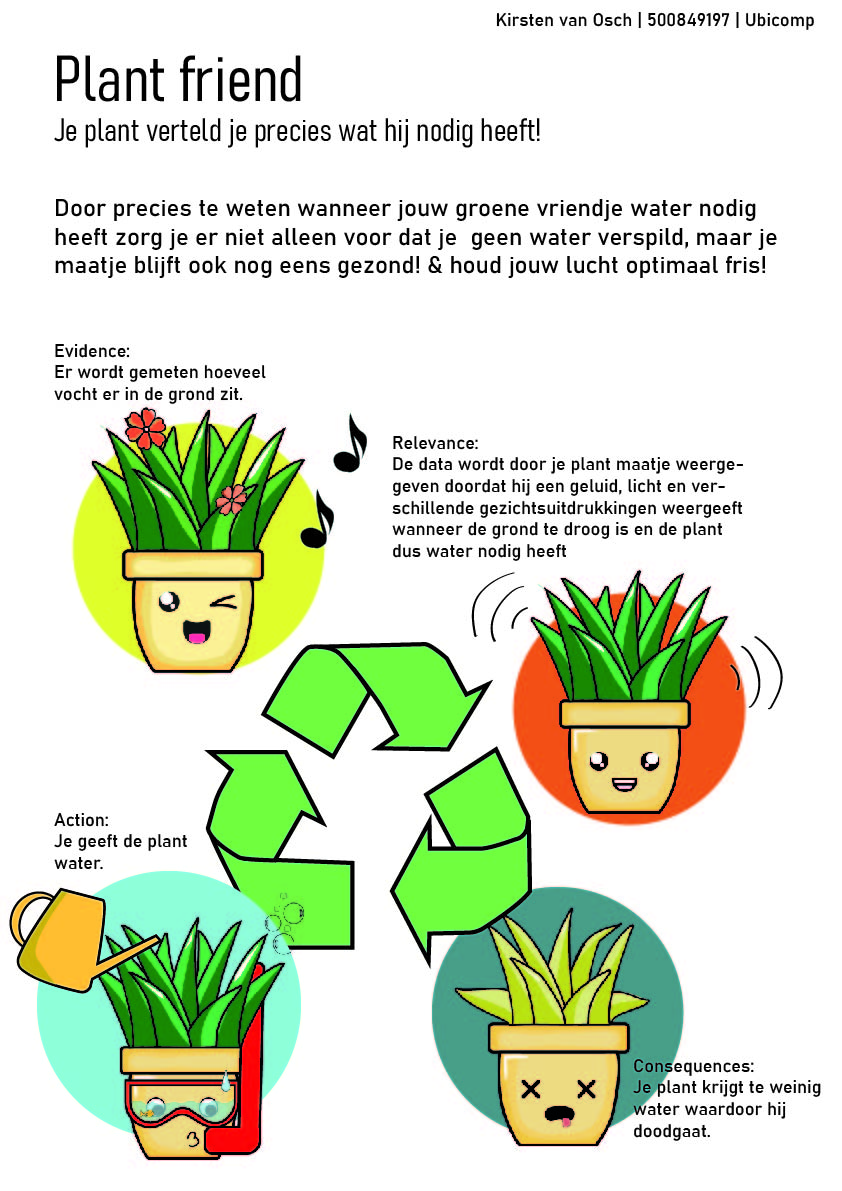 Kirsten van Osch | 500849197 | Ubicomp
Plant friend
Je plant verteld je precies wat hij nodig heeft!
Door precies te weten wanneer jouw groene vriendje water nodig
heeft zorg je er niet alleen voor dat je  geen water verspild, maar je
maatje blijft ook nog eens gezond! & houd jouw lucht optimaal fris!
Evidence:
Er wordt gemeten hoeveel
vocht er in de grond zit.
Relevance:
De data wordt door je plant maatje weerge-
geven doordat hij een geluid, licht en ver-
schillende gezichtsuitdrukkingen weergeeft
wanneer de grond te droog is en de plant
dus water nodig heeft
Action:
Je geeft de plant
water.
Consequences:
Je plant krijgt te weinig
water waardoor hij
doodgaat.